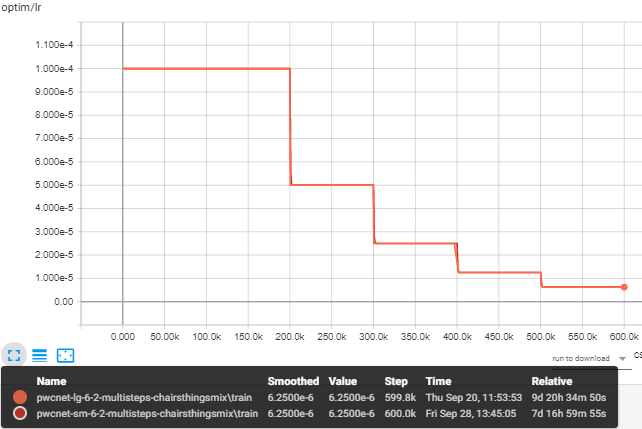 optim/lr
1.100e-4
1.000e-4
9.000e-5
8.000e-5
7.000e-5
6.000e-5
5.000e-5
4.000e-5
3.000e-5
2.000e-5
1.000e-5
0.00
0.000 50.00k 100.0k 150.0k 200.0k 250.0k 300.0k 350.0k 400.0k 450.0k 500.0k 550.0k 600.0k
run to download
Name Smoothed Value Step Time Relative
pwcnet-lg-6-2-multisteps-chairsthingsmix\train 6.2500e-6 6.2500e-6 599.8k Thu Sep 20, 11:53:53 9d 20h 34m 50s
pwcnet-sm-6-2-multisteps-chairsthingsmix\train 6.2500e-6 6.2500e-6 600.0k Fri Sep 28, 13:45:05 7d 16h 59m 55s